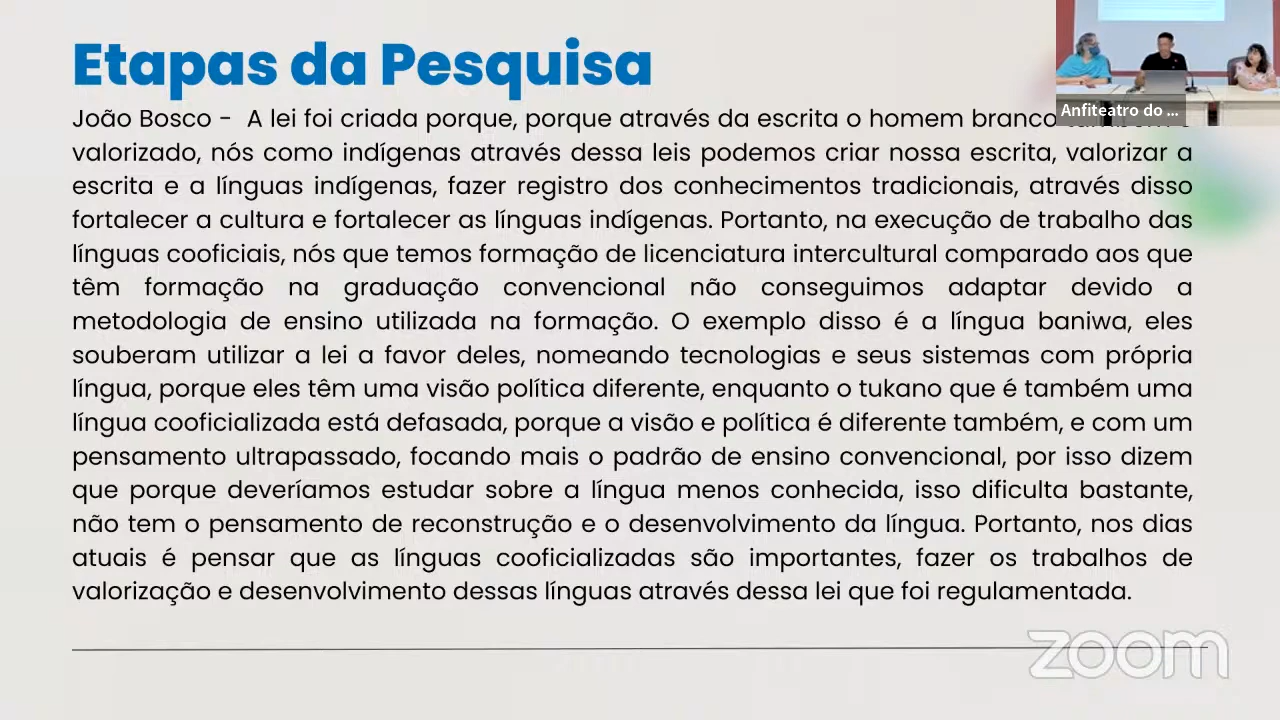 Etapas da Pesquisa
João Bosco - A lei foi criada porque, porque através da escrita o homem branco
valorizado, nós como indígenas através dessa leis podemos criar nossa escrita, valorizar a
escrita e a línguas indígenas, fazer registro dos conhecimentos tradicionais, através disso
fortalecer a cultura e fortalecer as línguas indígenas. Portanto, na execução de trabalho das
línguas cooficiais, nós que temos formação de licenciatura intercultural comparado aos que
têm formação na graduação convencional não conseguimos adaptar devido a
metodologia de ensino utilizada na formação. O exemplo disso é a língua baniwa, eles
souberam utilizar a lei a favor deles, nomeando tecnologias e seus sistemas com própria
língua, porque eles têm uma visão política diferente, enquanto o tukano que é também uma
língua cooficializada está defasada, porque a visão e política é diferente também, e com um
pensamento ultrapassado, focando mais o padrão de ensino convencional, por isso dizem
que porque deveríamos estudar sobre a língua menos conhecida, isso dificulta bastante,
não tem o pensamento de reconstrução e o desenvolvimento da língua. Portanto, nos dias
atuais é pensar que as línguas cooficializadas são importantes, fazer os trabalhos de
valorização e desenvolvimento dessas línguas através dessa lei que foi regulamentada.
Anfiteatro do ...
zoom